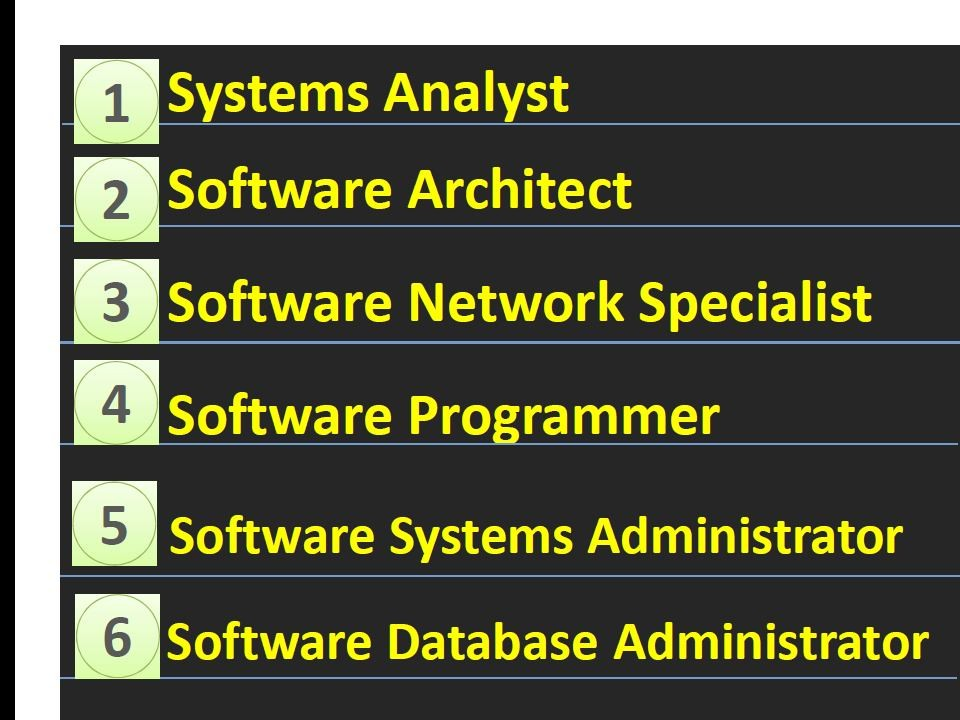 1 Systems Analyst
2 Software Architect
3 Software Network Specialist
4 Software Programmer
5 Software Systems Administrator
6 Software Database Administrator